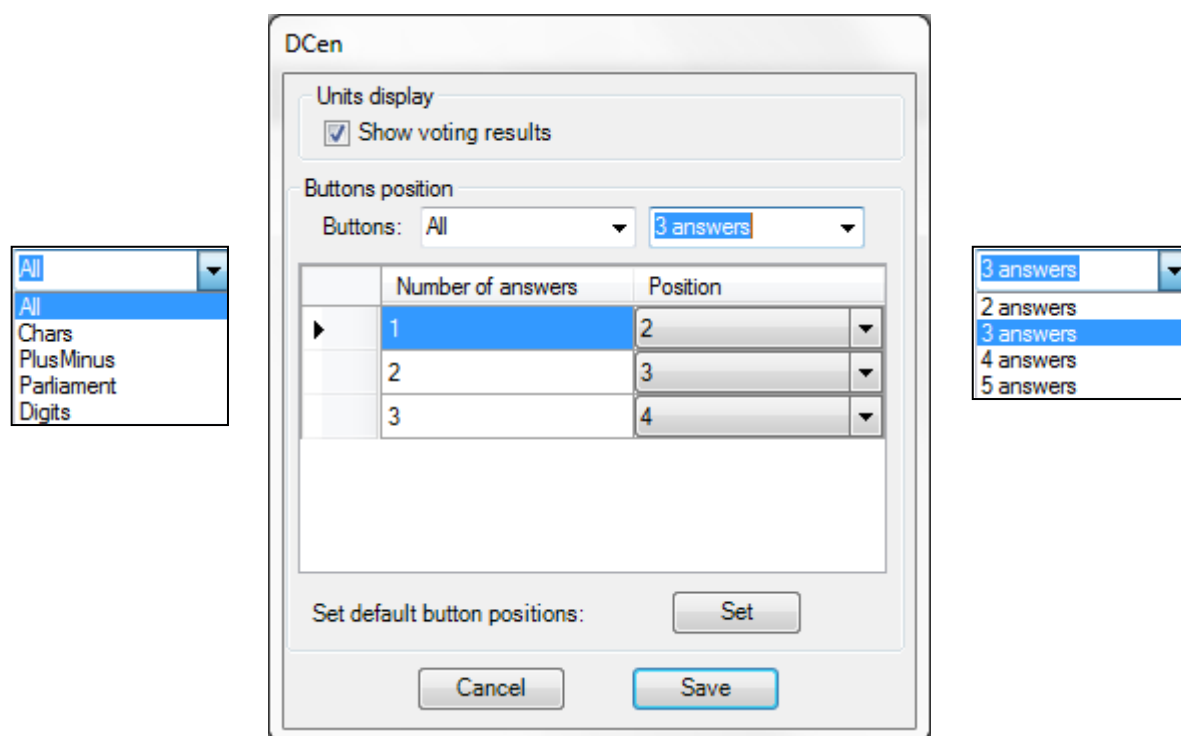 DCen
Units display
Show voting results
Buttons position
Buttons: All 3 answers
Number of answers Position
1 2
2 3
3 4
Set default button positions: Set
Cancel Save
All
All
Chars
PlusMinus
Parliament
Digits
3 answers
2 answers
3 answers
4 answers
5 answers